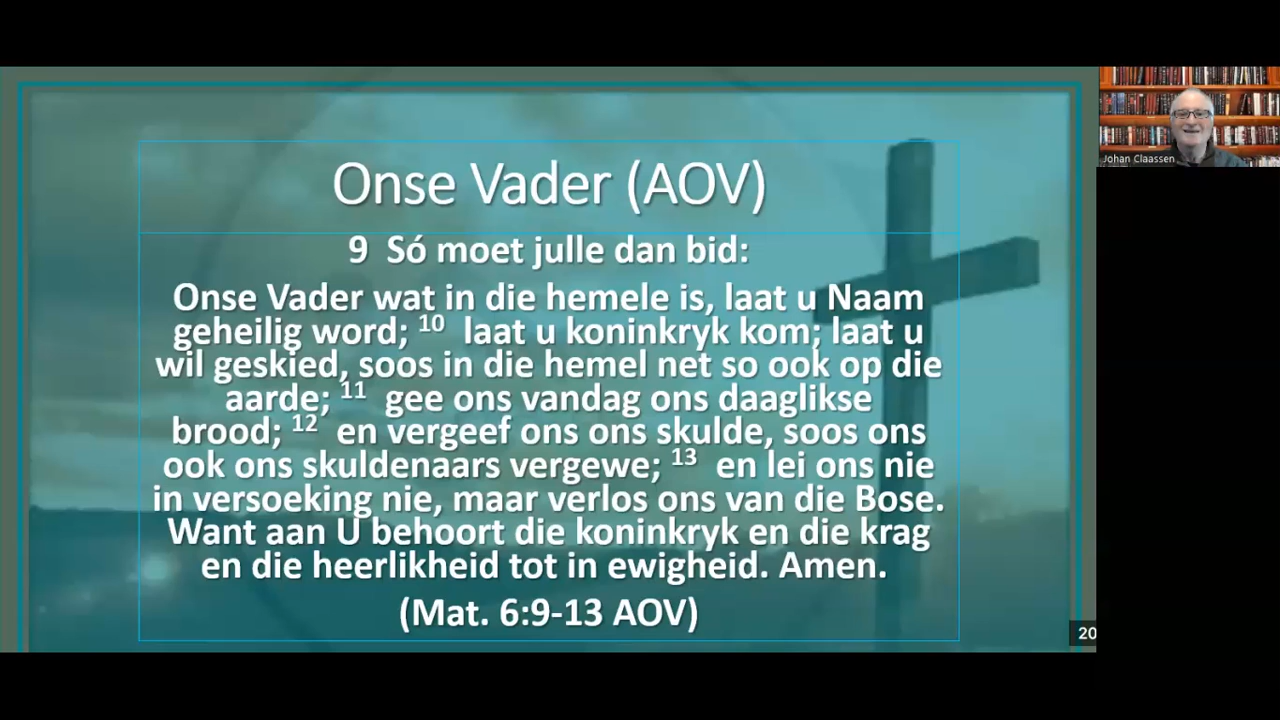 Onse Vader (AOV)
9 Só moet julle dan bid:
Onse Vader wat in die hemele is, laat u Naam
geheilig word; 10 laat u koninkryk kom; laat u
wil geskied, soos in die hemel net so ook op die
aarde; 11 gee ons vandag ons daaglikse
brood; 12 en vergeef ons ons skulde, soos ons
ook ons skuldenaars vergewe; 13 en lei ons nie
in versoeking nie, maar verlos ons van die Bose.
Want aan U behoort die koninkryk en die krag
en die heerlikheid tot in ewigheid. Amen.
(Mat. 6:9-13 AOV)
20
Johan Claassen